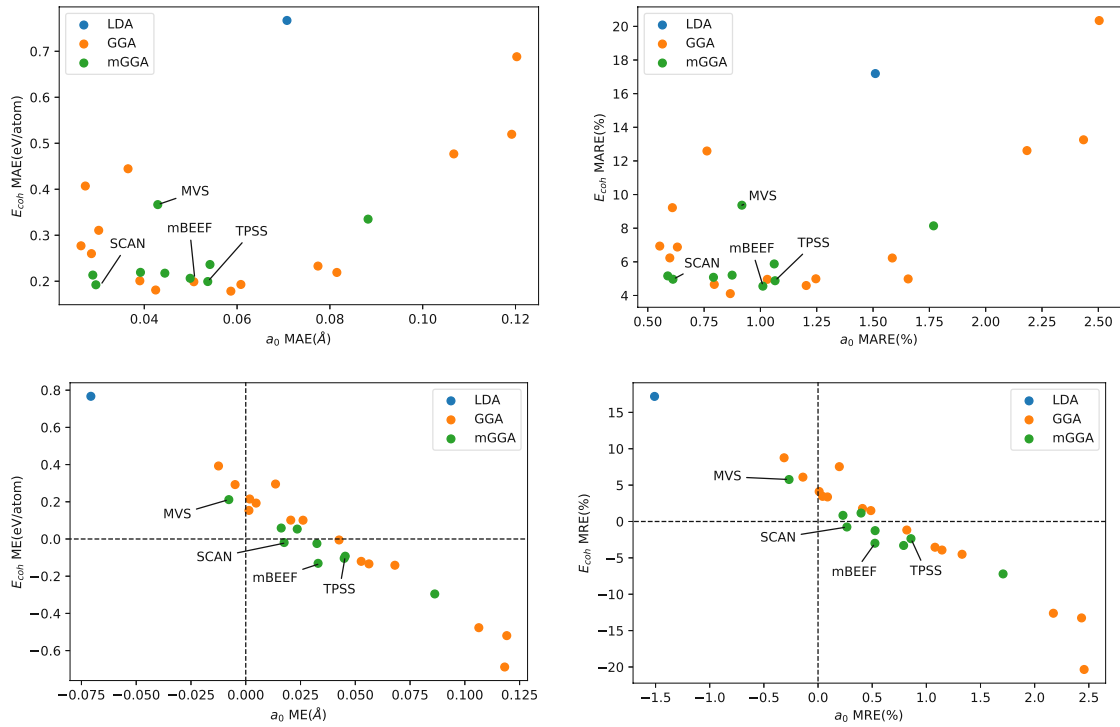 LDA
GGA
mGGA
MVS
mBEEF
TPSS
SCAN
0.7
0.6
0.5
0.4
0.3
0.2
E_coh MAE(eV/atom)
0.04 0.06 0.08 0.10 0.12
a_0 MAE(Å)
LDA
GGA
mGGA
MVS
mBEEF
TPSS
SCAN
20
18
16
14
12
10
8
6
4
E_coh MARE(%)
0.50 0.75 1.00 1.25 1.50 1.75 2.00 2.25 2.50
a_0 MARE(%)
LDA
GGA
mGGA
MVS
SCAN
mBEEF
TPSS
0.8
0.6
0.4
0.2
0.0
−0.2
−0.4
−0.6
E_coh ME(eV/atom)
−0.075 −0.050 −0.025 0.000 0.025 0.050 0.075 0.100 0.125
a_0 ME(Å)
LDA
GGA
mGGA
MVS
SCAN
mBEEF
TPSS
15
10
5
0
−5
−10
−15
−20
E_coh MRE(%)
−1.5 −1.0 −0.5 0.0 0.5 1.0 1.5 2.0 2.5
a_0 MRE(%)